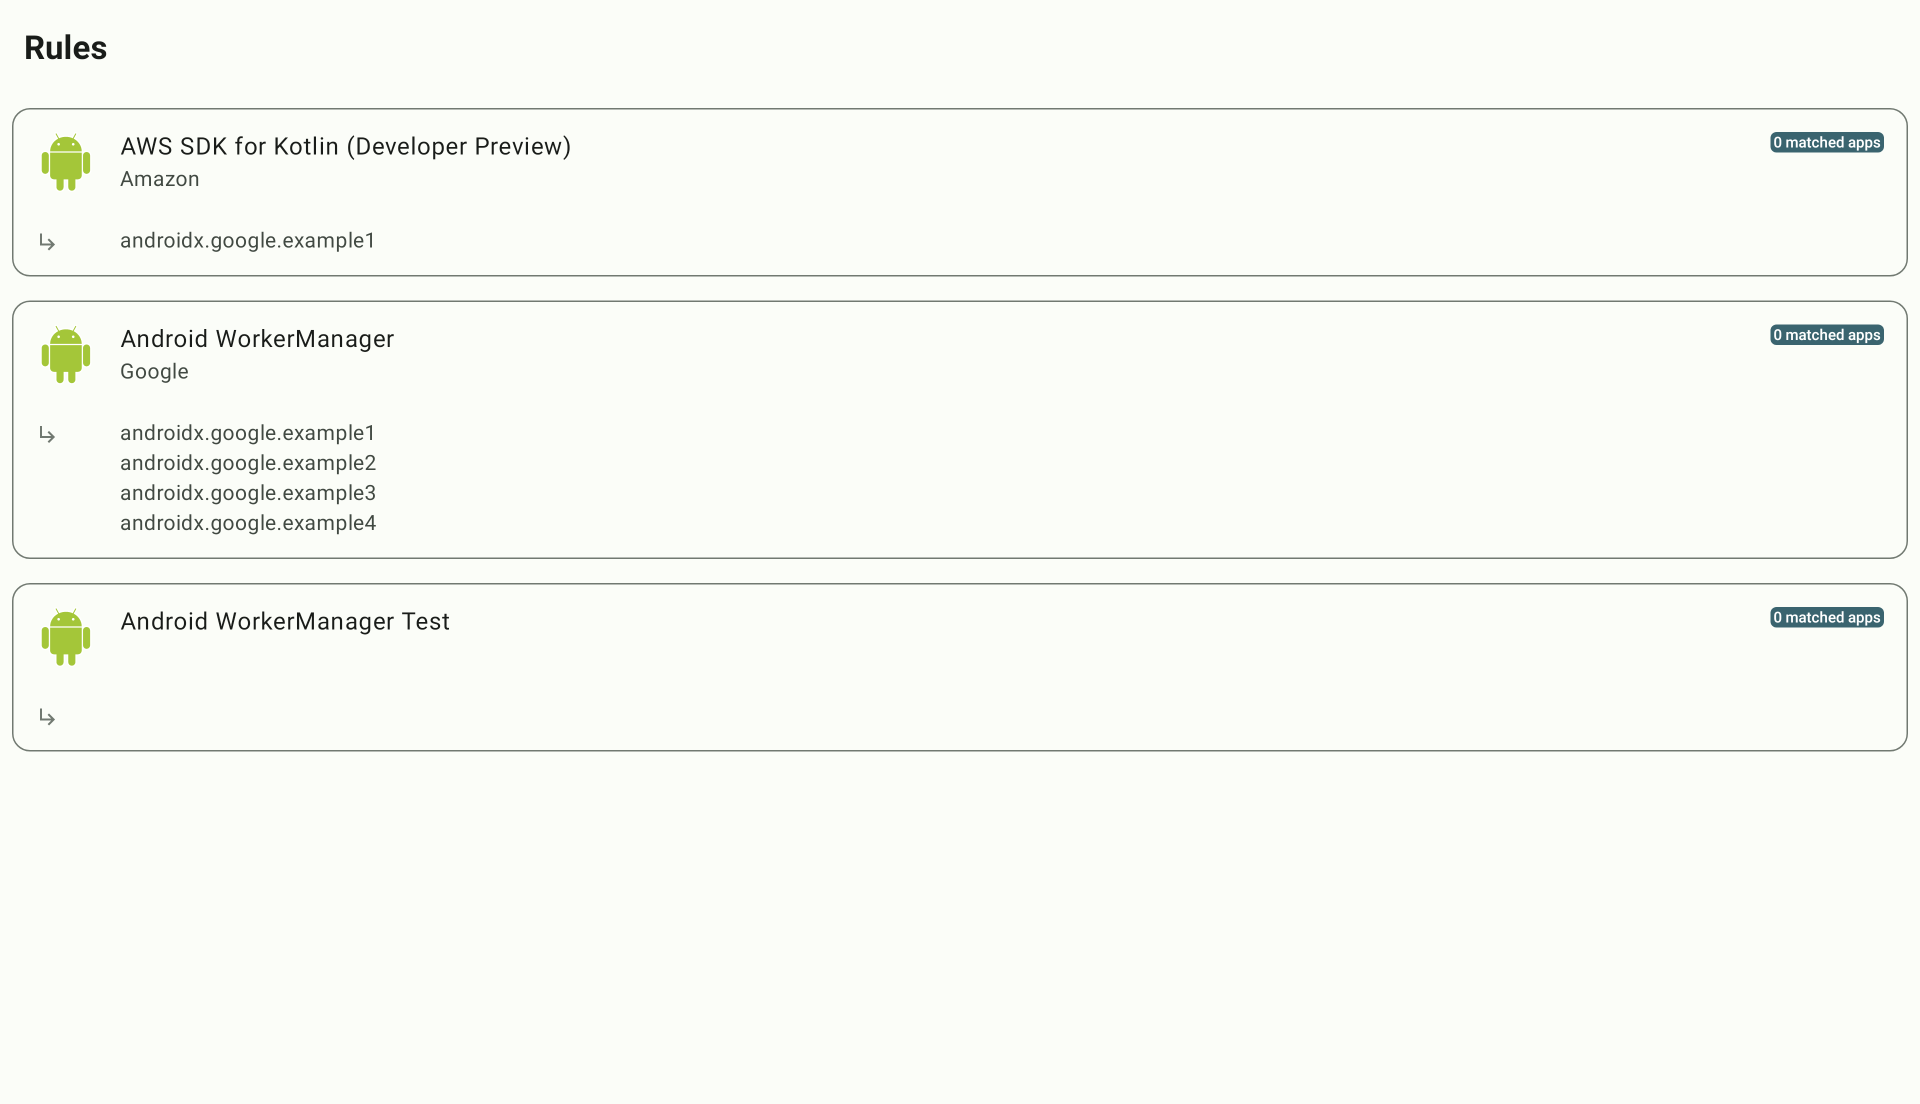 Rules
AWS SDK for Kotlin (Developer Preview)
0 matched apps
Amazon
androidx.google.example1
Android WorkerManager
0 matched apps
Google
androidx.google.example1
androidx.google.example2
androidx.google.example3
androidx.google.example4
Android WorkerManager Test
0 matched apps